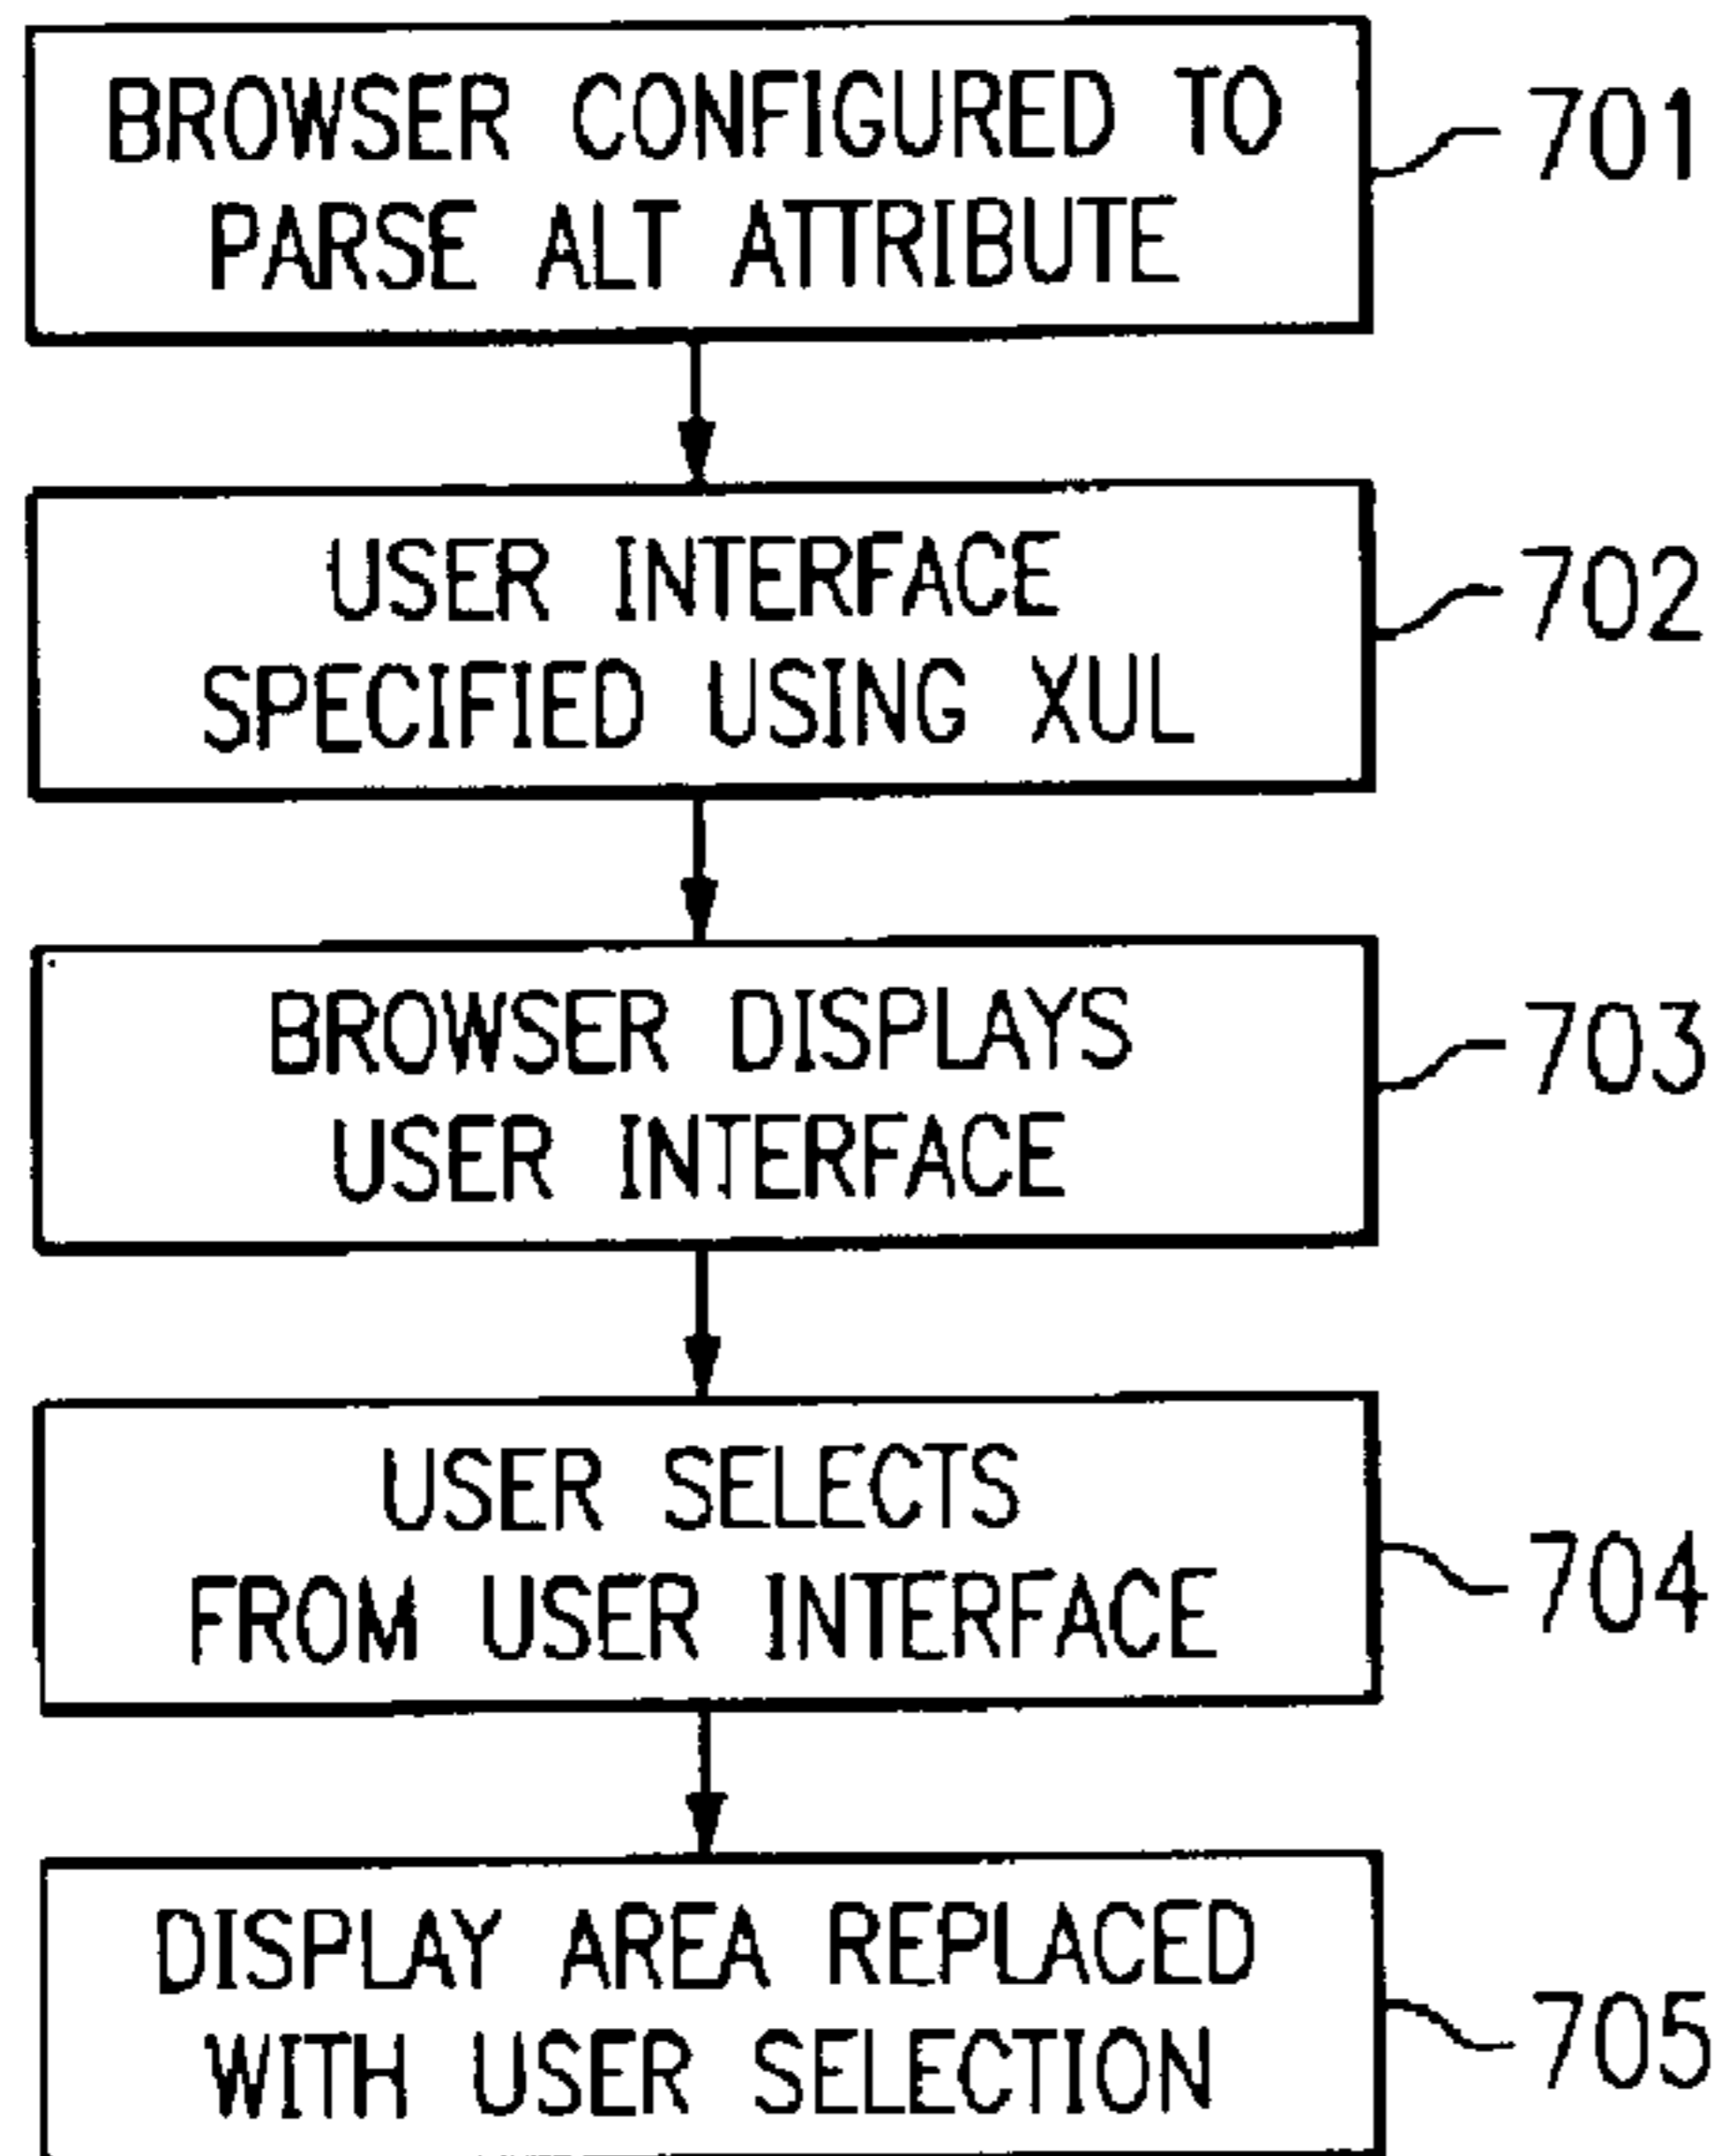 BROWSER CONFIGURED TO
PARSE ALT ATTRIBUTE
701
USER INTERFACE
SPECIFIED USING XUL
702
BROWSER DISPLAYS
USER INTERFACE
703
USER SELECTS
FROM USER INTERFACE
704
DISPLAY AREA REPLACED
WITH USER SELECTION
705